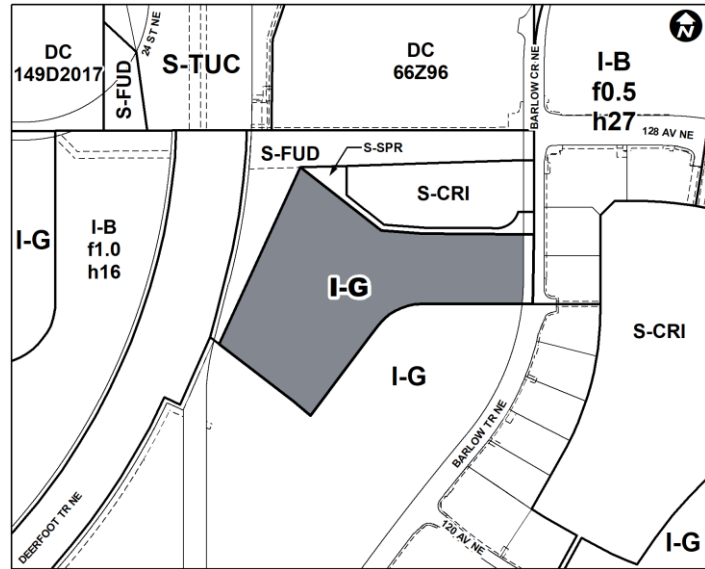 DC
149D2017
S-FUD
24 ST NE
S-TUC
DC
66Z96
BARLOW CR NE
I-B
f0.5
h27
128 AV NE
N
S-FUD
S-SPR
S-CRI
I-G
I-B
f1.0
h16
I-G
S-CRI
I-G
BARLOW TR NE
DEERFOOT TR NE
120 AV NE
I-G